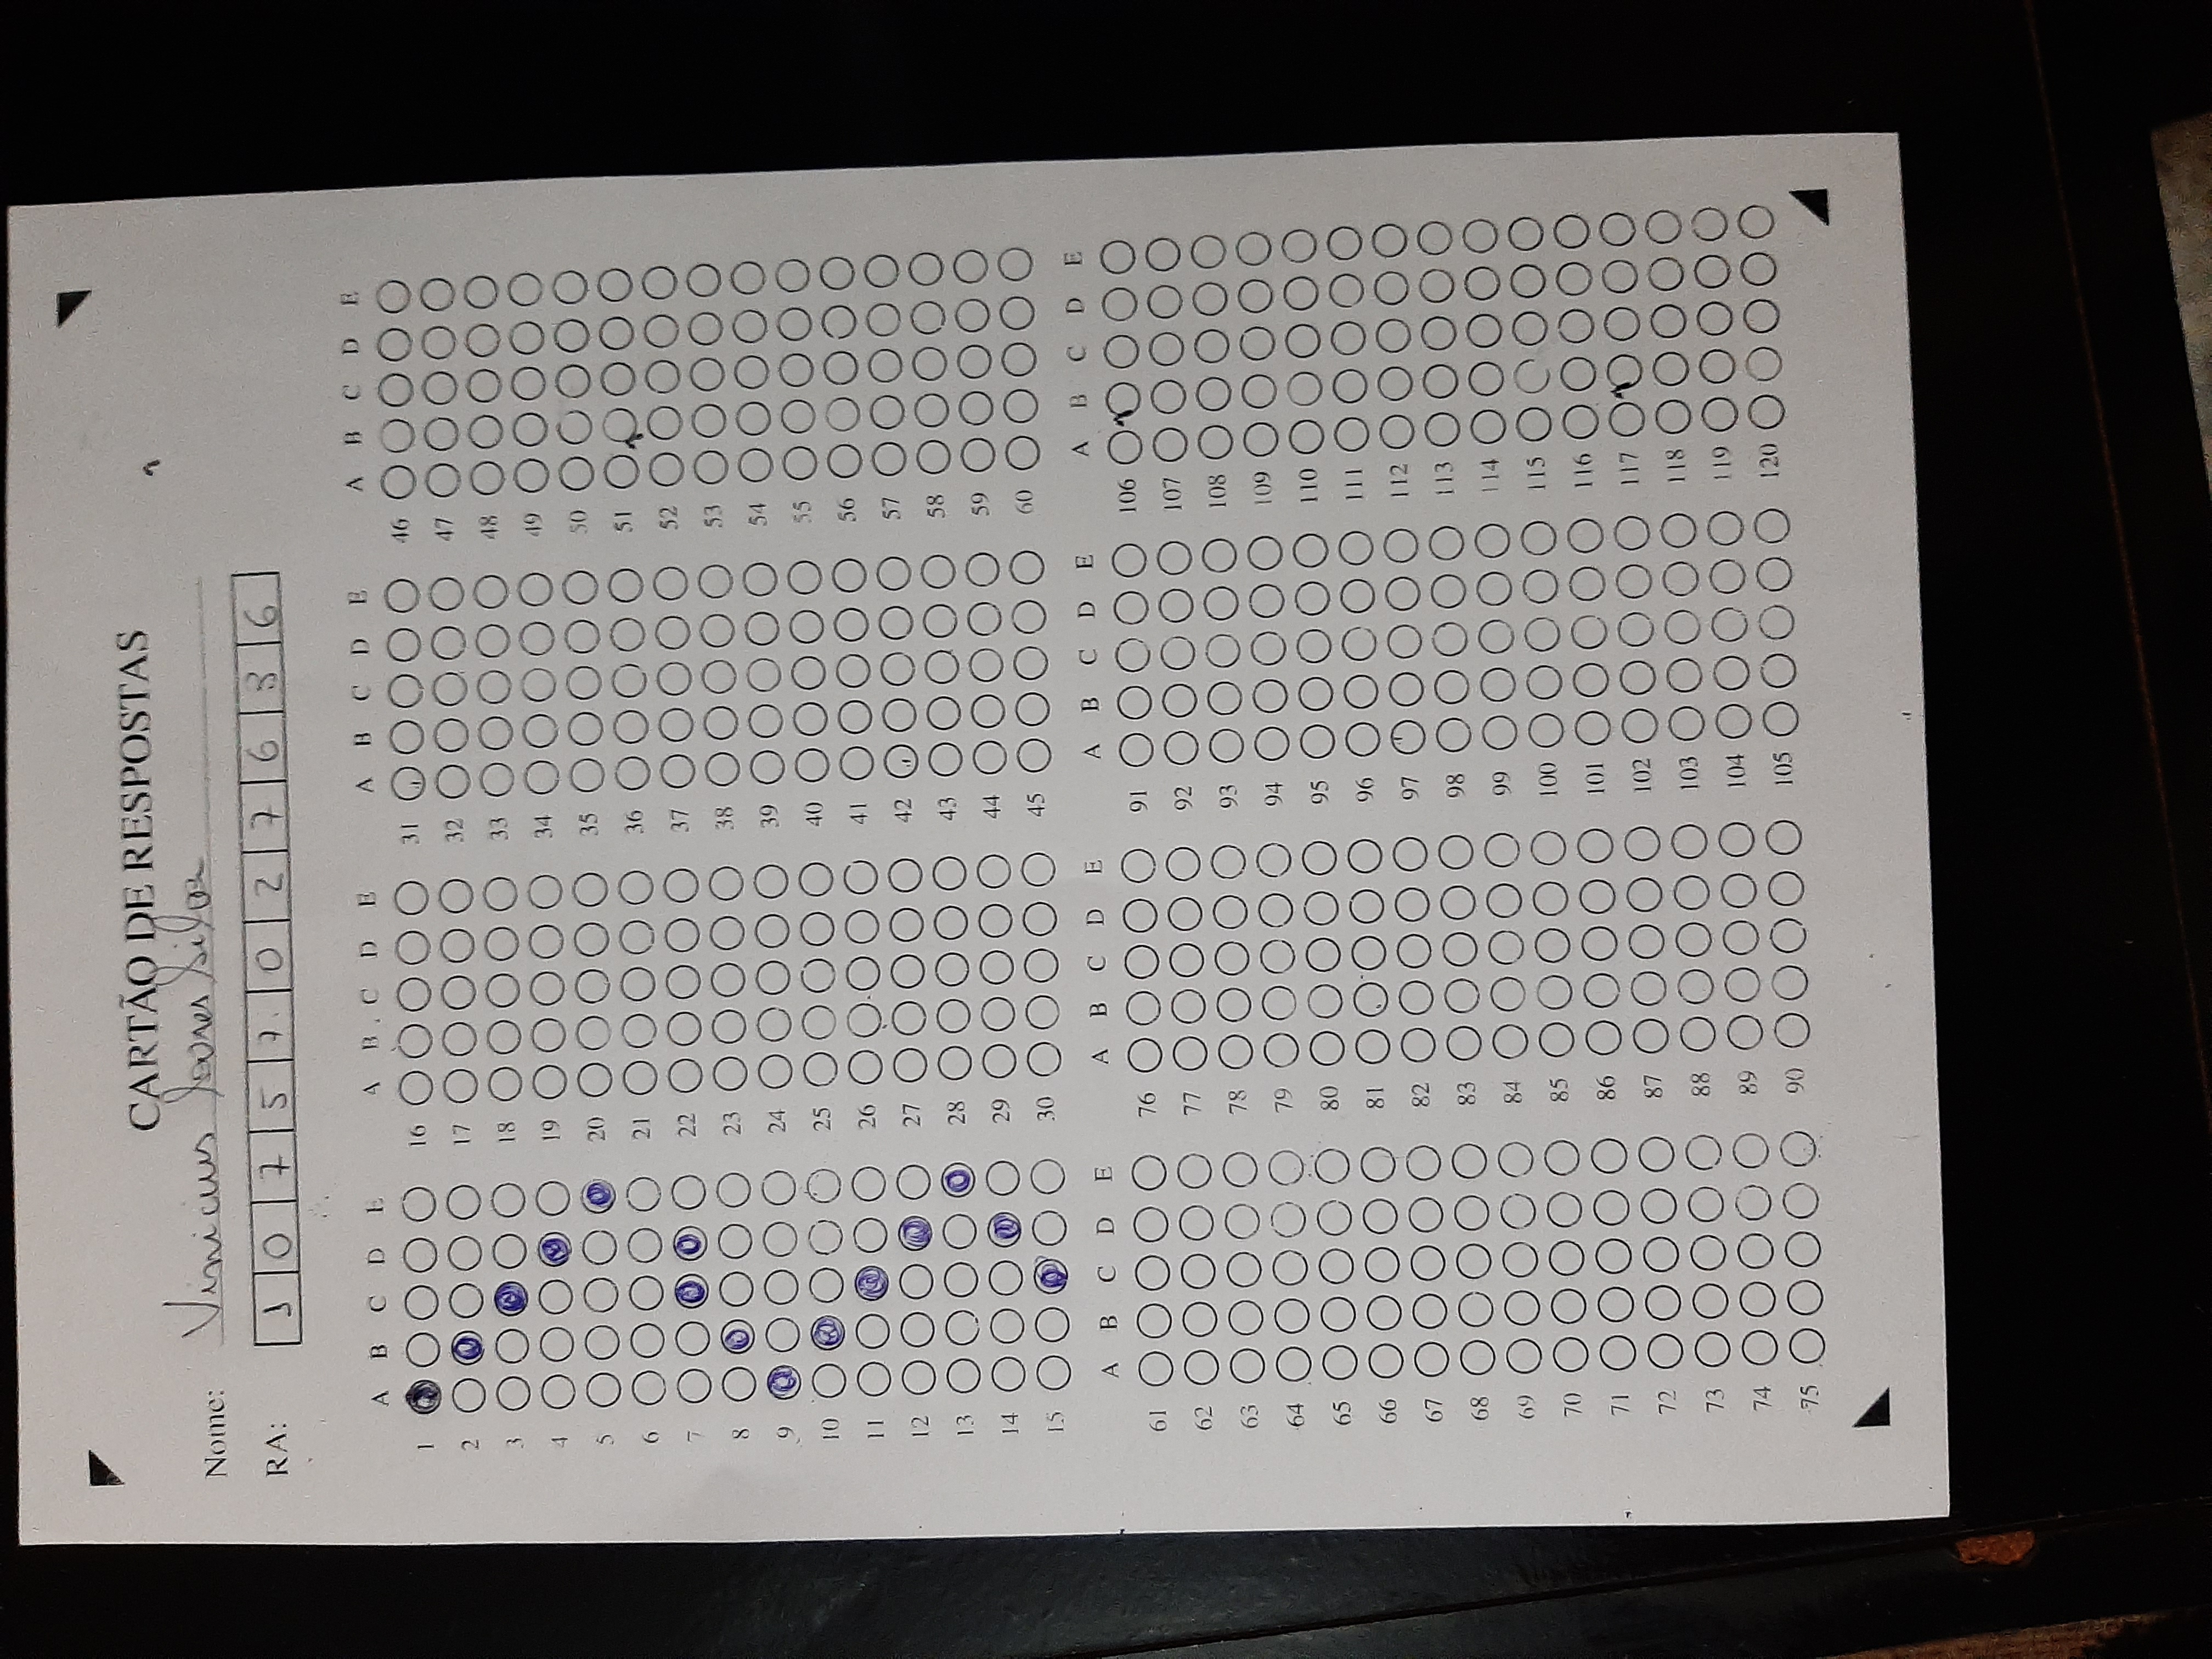 CARTÃO DE RESPOSTAS
Nome: Vinicius Soares Silva
RA: 1 0 7 5 7 0 2 7 6 3 6
A B C D E A B C D E A B C D E A B C D E
1 16 31 46
2 17 32 47
3 18 33 48
4 19 34 49
5 20 35 50
6 21 36 51
7 22 37 52
8 23 38 53
9 24 39 54
10 25 40 55
11 26 41 56
12 27 42 57
13 28 43 58
14 29 44 59
15 30 45 60
A B C D E A B C D E A B C D E A B C D E
61 76 91 106
62 77 92 107
63 78 93 108
64 79 94 109
65 80 95 110
66 81 96 111
67 82 97 112
68 83 98 113
69 84 99 114
70 85 100 115
71 86 101 116
72 87 102 117
73 88 103 118
74 89 104 119
75 90 105 120